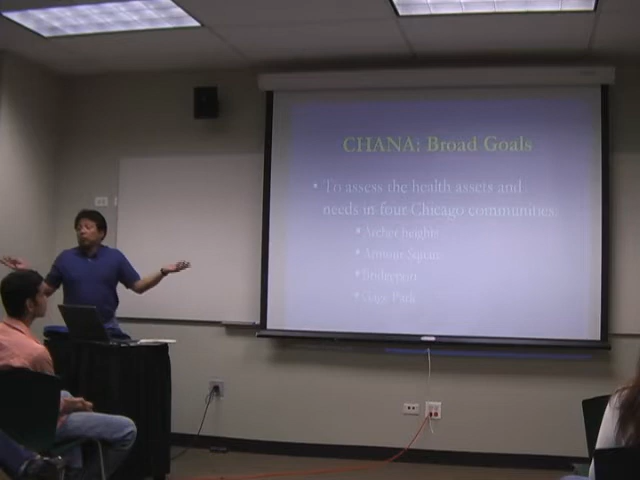 CHANA: Broad Goals
• To assess the health assets and
needs in four Chicago communities:
Archer heights
Armour Square
Bridgeport
Gage Park